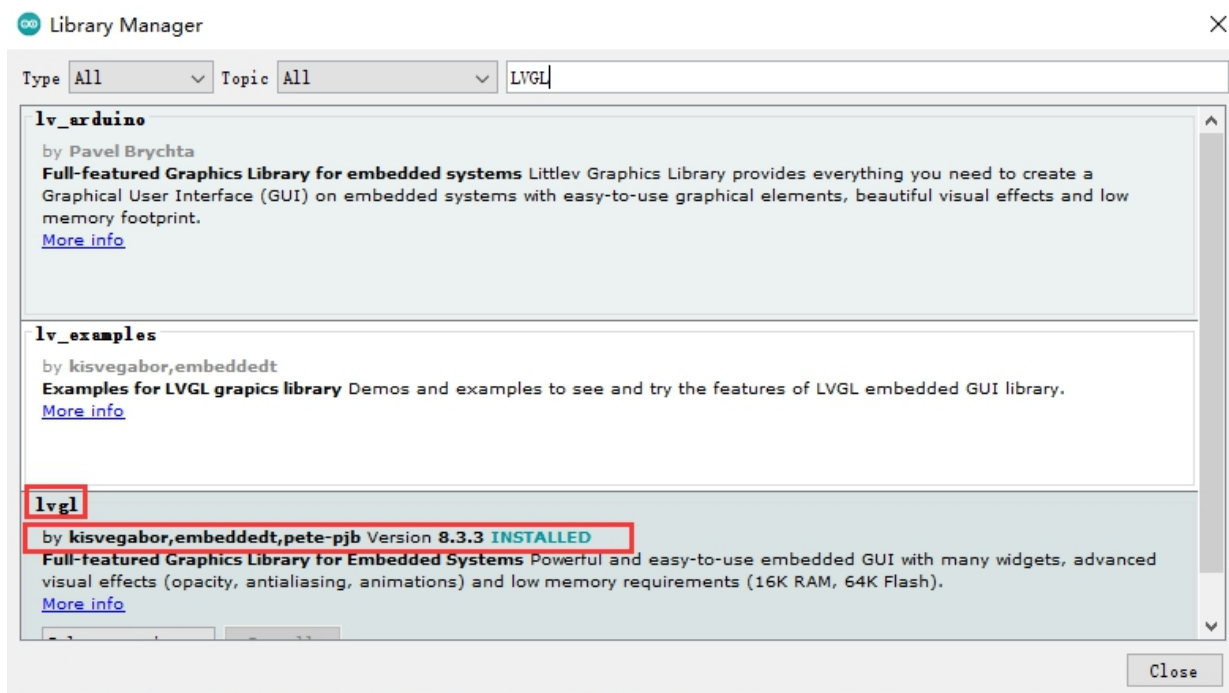 Library Manager
Type All Topic All LVGL
lv_arduino
by Pavel Brychta
Full-featured Graphics Library for embedded systems Littlev Graphics Library provides everything you need to create a
Graphical User Interface (GUI) on embedded systems with easy-to-use graphical elements, beautiful visual effects and low
memory footprint.
More info
lv_examples
by kisvegabor,embeddedt
Examples for LVGL grapics library Demos and examples to see and try the features of LVGL embedded GUI library.
More info
lvgl
by kisvegabor,embeddedt,pete-pjb Version 8.3.3 INSTALLED
Full-featured Graphics Library for Embedded Systems Powerful and easy-to-use embedded GUI with many widgets, advanced
visual effects (opacity, antialiasing, animations) and low memory requirements (16K RAM, 64K Flash).
More info
Close